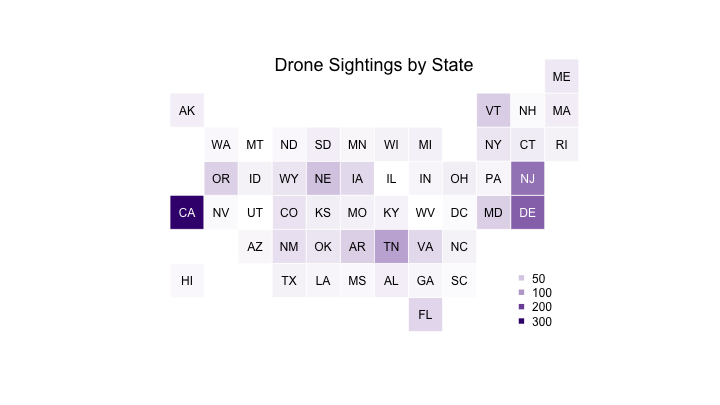 Drone Sightings by State
ME
AK VT NH MA
WA MT ND SD MN WI MI NY CT RI
OR ID WY NE IA IL IN OH PA NJ
CA NV UT CO KS MO KY WV DC MD DE
AZ NM OK AR TN VA NC
HI TX LA MS AL GA SC
FL
50
100
200
300